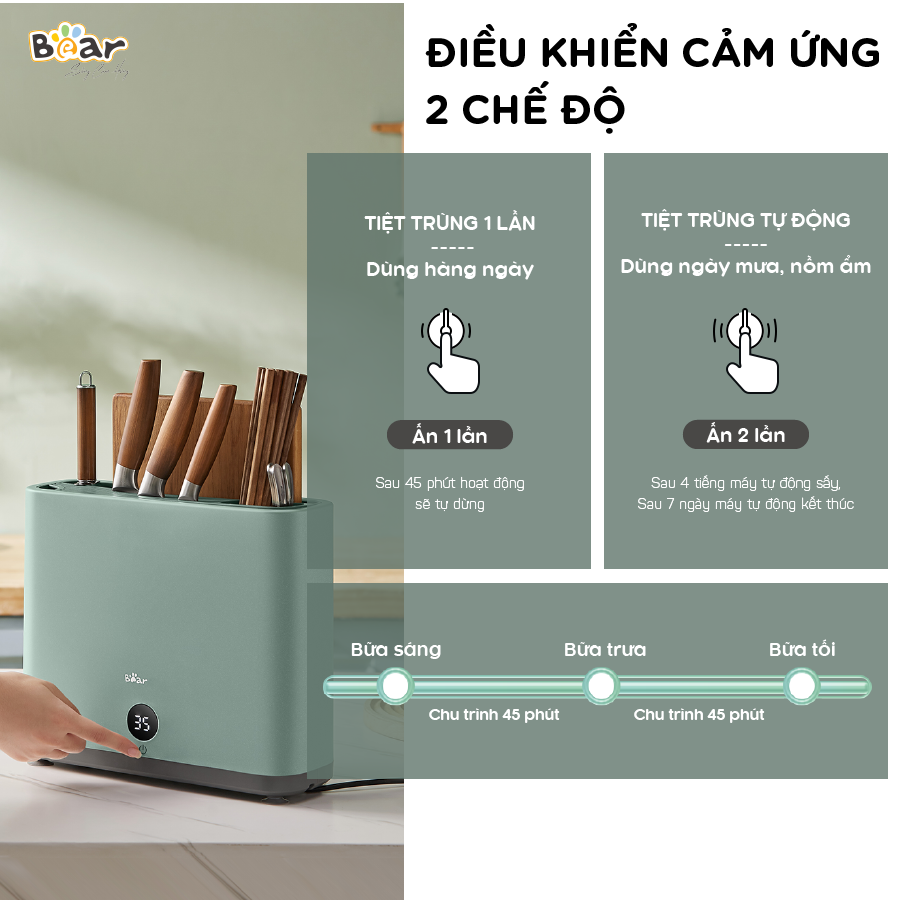 Bear
ĐIỀU KHIỂN CẢM ỨNG
2 CHẾ ĐỘ
TIỆT TRÙNG 1 LẦN
-----
Dùng hàng ngày
Ấn 1 lần
Sau 45 phút hoạt động
sẽ tự dừng
TIỆT TRÙNG TỰ ĐỘNG
-----
Dùng ngày mưa, nồm ẩm
Ấn 2 lần
Sau 4 tiếng máy tự động sấy,
Sau 7 ngày máy tự động kết thúc
Bear
35
Bữa sáng
Bữa trưa
Bữa tối
Chu trình 45 phút
Chu trình 45 phút